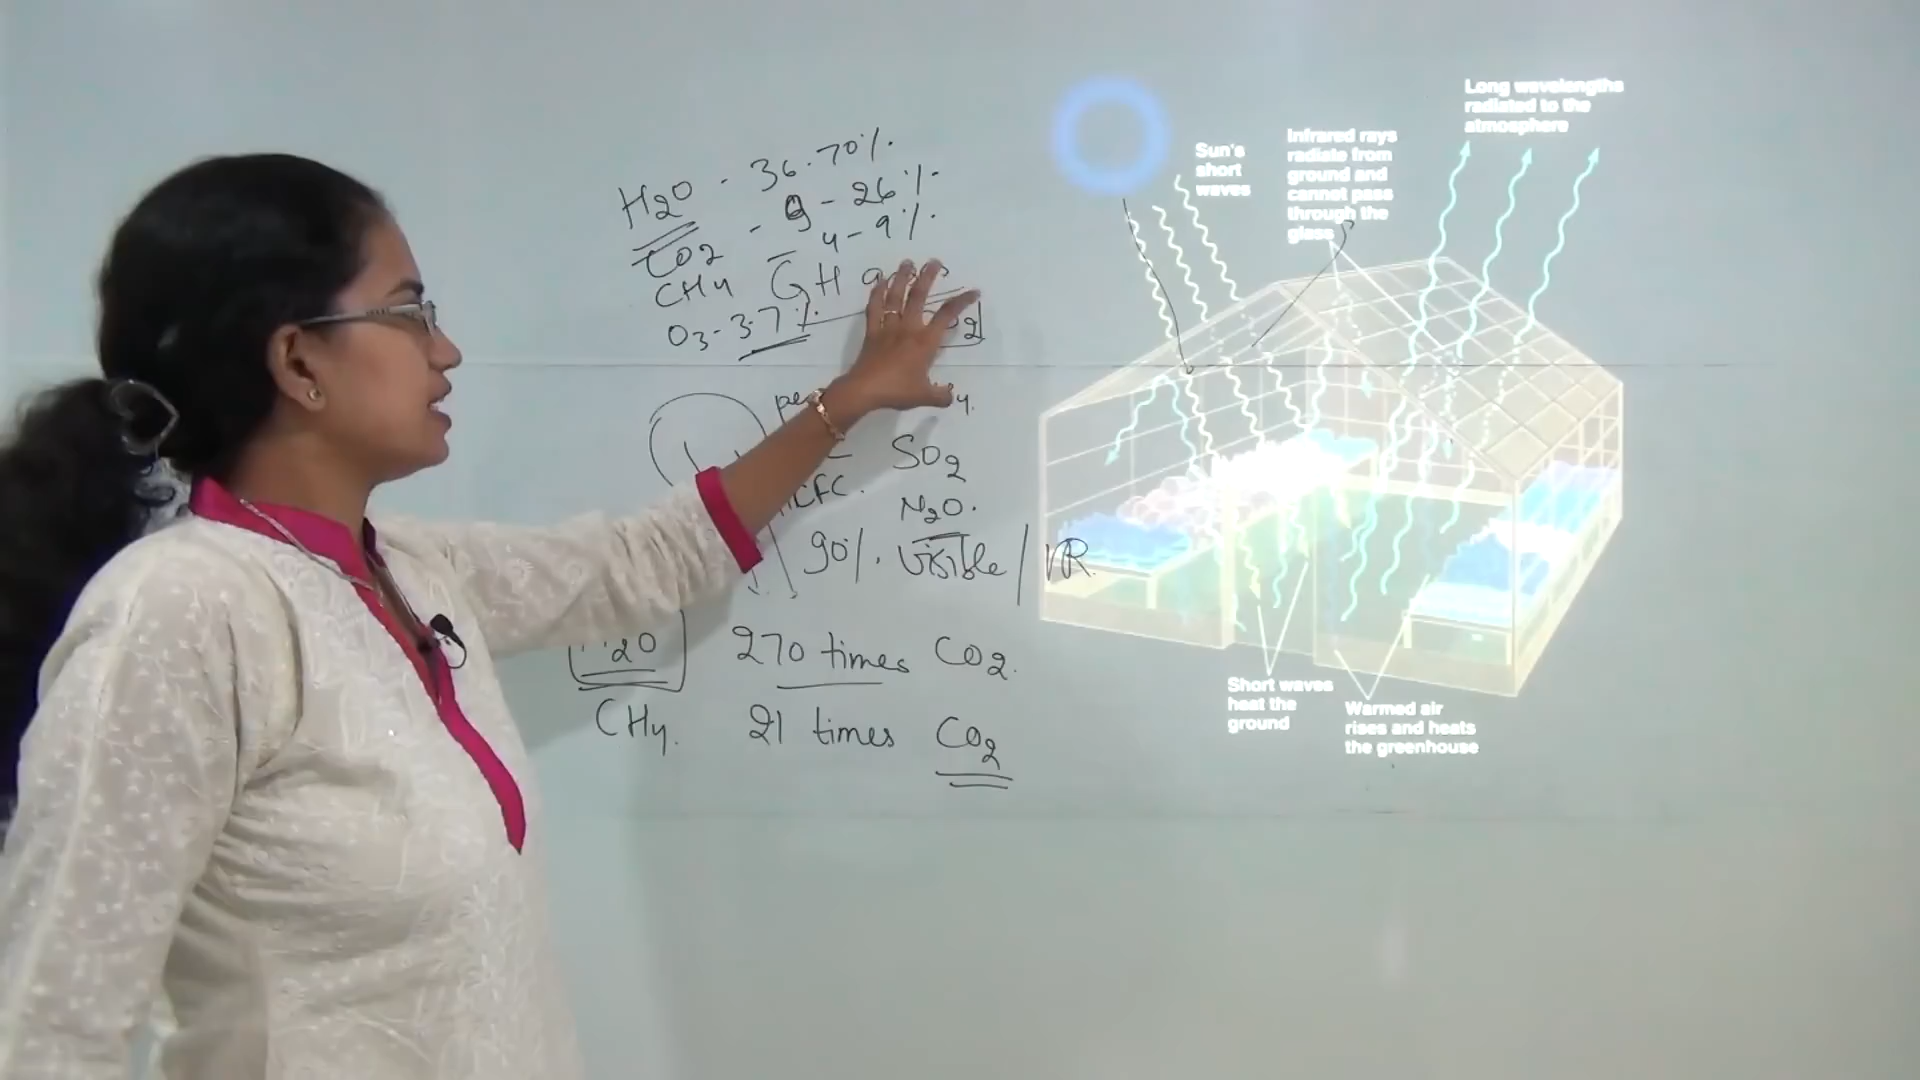 H2O - 36.70%.
CO2 - 9 - 26%.
CH4 - 4 - 9%.
GH
O3 - 3.7%.
SO2
HCFC.
N2O.
90%. Visible / UR.
270 times CO2.
CH4. 21 times CO2
Sun's
short
waves
Infrared rays
radiate from
ground and
cannot pass
through the
glass
Long wavelengths
radiated to the
atmosphere
Short waves
heat the
ground
Warmed air
rises and heats
the greenhouse